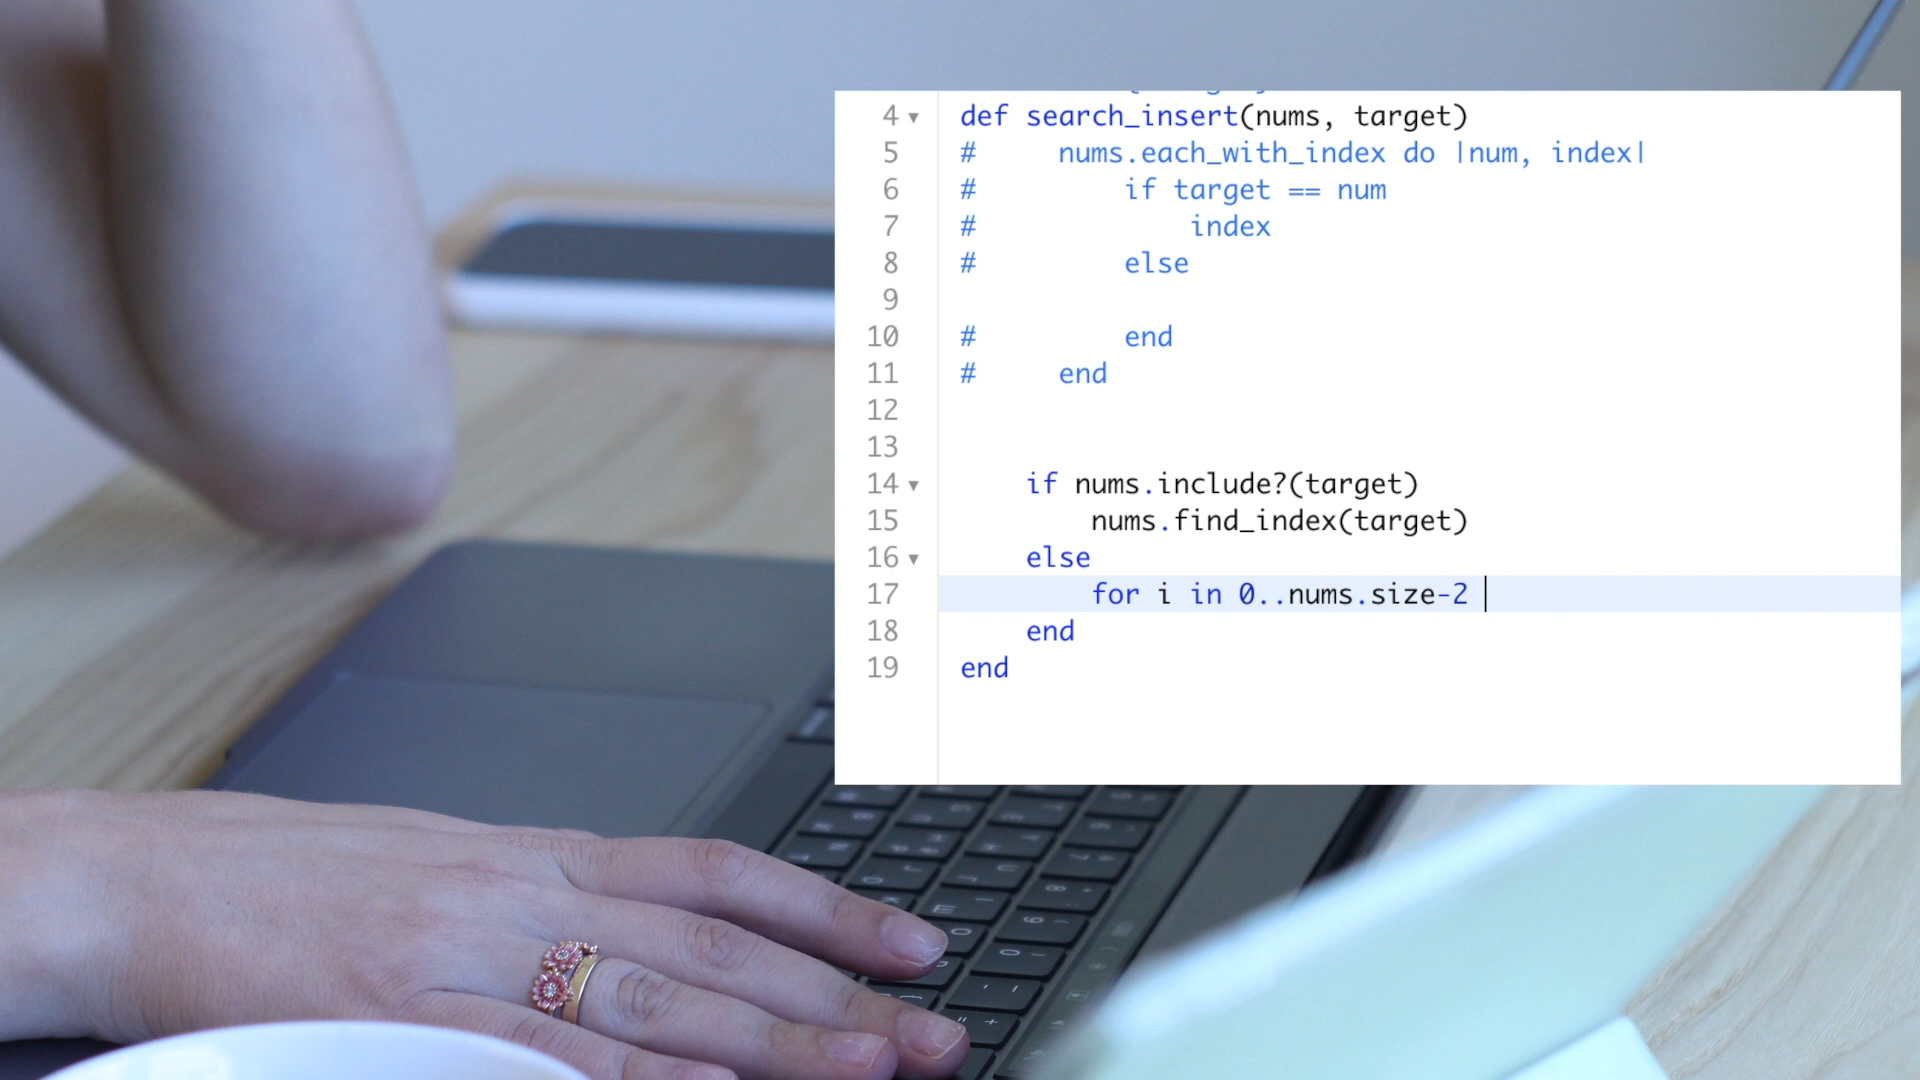 4 def search_insert(nums, target)
5 #     nums.each_with_index do |num, index|
6 #         if target == num
7 #             index
8 #         else
9
10 #         end
11 #     end
12
13
14     if nums.include?(target)
15         nums.find_index(target)
16     else
17         for i in 0..nums.size-2
18     end
19 end